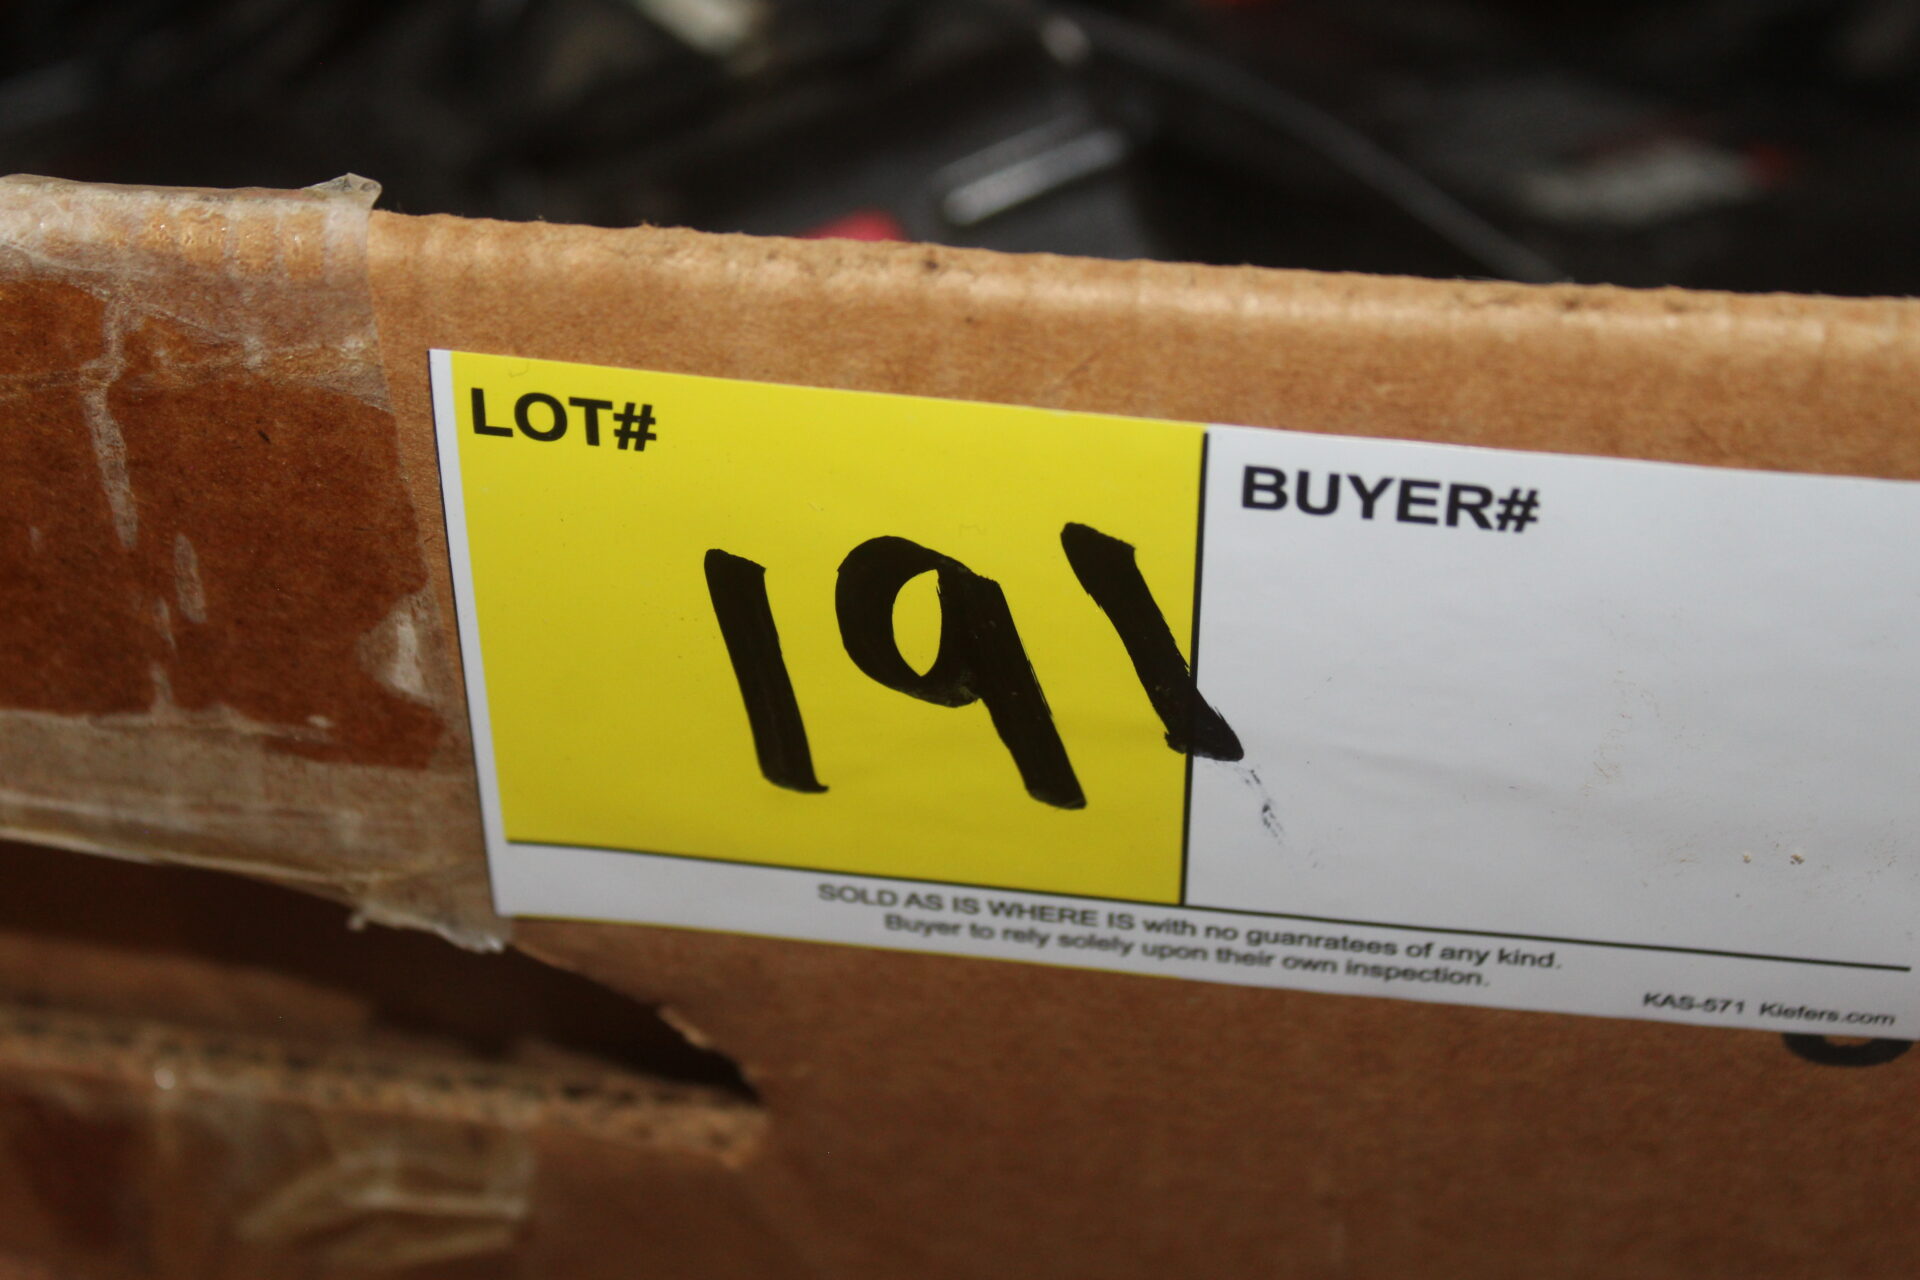 LOT#
BUYER#
191
SOLD AS IS WHERE IS with no guanratees of any kind.
Buyer to rely solely upon their own inspection.
KAS-571 Kiefers.com